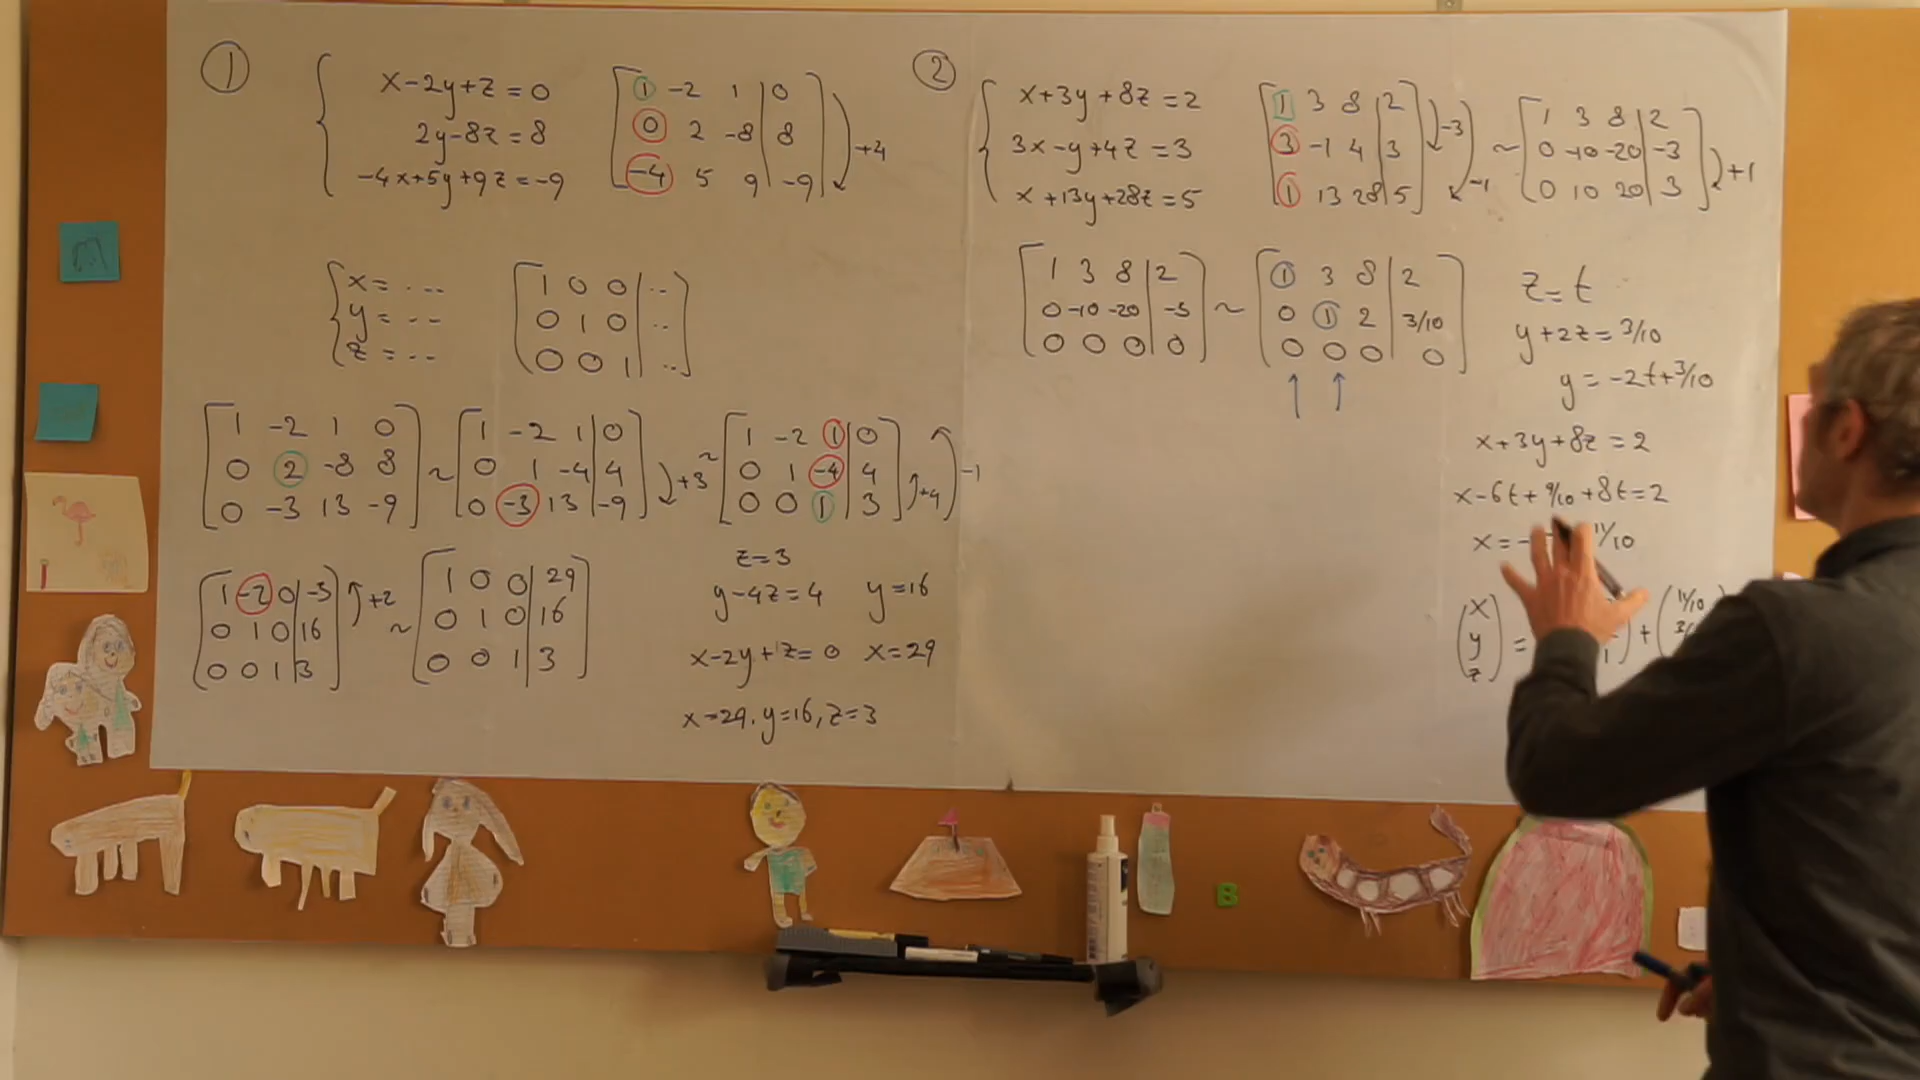 ①
x-2y+z=0
2y-8z=8
-4x+5y+9z=-9
1 -2 1 0
0 2 -8 8
-4 5 9 -9
+4
x= ...
y= ..
z= ..
1 0 0 ..
0 1 0 ..
0 0 1 ..
1 -2 1 0
0 2 -8 8
0 -3 13 -9
~
1 -2 1 0
0 1 -4 4
0 -3 13 -9
+3
~
1 -2 1 0
0 1 -4 4
0 0 1 3
+4
-1
1 -2 0 -3
0 1 0 16
0 0 1 3
+2
~
1 0 0 29
0 1 0 16
0 0 1 3
z=3
y-4z=4 y=16
x-2y+z=0 x=29
x=29, y=16, z=3
②
x+3y+8z=2
3x-y+4z=3
x+13y+28z=5
1 3 8 2
3 -1 4 3
1 13 28 5
-3
-1
~
1 3 8 2
0 -10 -20 -3
0 10 20 3
+1
1 3 8 2
0 -10 -20 -3
0 0 0 0
~
1 3 8 2
0 1 2 3/10
0 0 0 0
z=t
y+2z=3/10
y=-2t+3/10
x+3y+8z=2
x-6t+9/10+8t=2
x=- 11/10
x
y
z
=
1
+
11/10
B